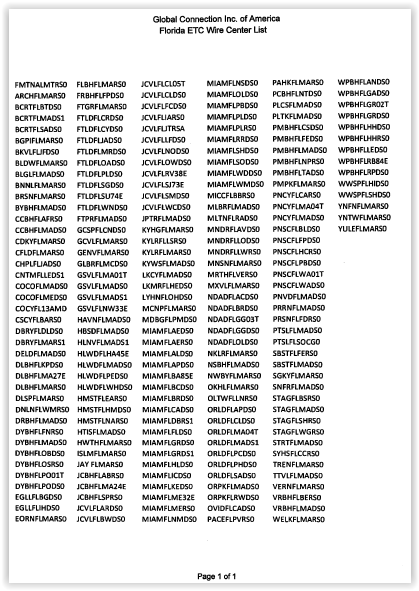 Global Connection Inc. of America
Florida ETC Wire Center List
FMTNALMTRS0 FLBHFLMARS0 JCVLFLCL05T MIAMFLNSDS0 PAHKFLMARS0 WPBHFLANDS0
ARCHFLMARS0 FRBHFLFPDS0 JCVLFLCLDS0 MIAMFLOLDS0 PCBHFLNTDS0 WPBHFLGADS0
BCRTFLBTDS0 FTGRFLMARS0 JCVLFLFCDS0 MIAMFLPBDS0 PLCSFLMADS0 WPBHFLGR02T
BCRTFLMADS1 FTLDFLCRDS0 JCVLFLIARS0 MIAMFLPLDS0 PLTKFLMADS0 WPBHFLGRDS0
BCRTFLSADS0 FTLDFLCYDS0 JCVLFLJTRSA MIAMFLPLRS0 PMBHFLCSDS0 WPBHFLHHDS0
BGPIFLMARS0 FTLDFLJADS0 JCVLFLLFDS0 MIAMFLRRDS0 PMBHFLFEDS0 WPBHFLHHRS0
BKVLFLJFDS0 FTLDFLMRDS0 JCVLFLNODS0 MIAMFLSHDS0 PMBHFLMADS0 WPBHFLLEDS0
BLDWFLMARS0 FTLDFLOADS0 JCVLFLOWDS0 MIAMFLSODS0 PMBHFLNPRS0 WPBHFLRB84E
BLGLFLMADS0 FTLDFLPLDS0 JCVLFLRV38E MIAMFLWDDS0 PMBHFLTADS0 WPBHFLRPDS0
BNNLFLMARS0 FTLDFLSGDS0 JCVLFLSJ73E MIAMFLWMDS0 PMPKFLMARS0 WWSPFLHIDS0
BRSNFLMARS0 FTLDFLSU74E JCVLFLSMDS0 MICCFLBBRS0 PNCYFLCARS0 WWSPFLSHDS0
BYBHFLMADS0 FTLDFLWNDS0 JCVLFLWCDS0 MLBRFLMADS0 PNCYFLMA04T YNFNFLMARS0
CCBHFLAFRS0 FTPRFLMADS0 JPTRFLMADS0 MLTNFLRADS0 PNCYFLMADS0 YNTWFLMARS0
CCBHFLMADS0 GCSPFLCNDS0 KYHGFLMARS0 MNDRFLAVDS0 PNSCFLBLDS0 YULEFLMARS0
CDKYFLMARS0 GCVLFLMARS0 KYLRFLLSRS0 MNDRFLLODS0 PNSCFLFPDS0
CFLDFLMARS0 GENVFLMARS0 KYLRFLMARS0 MNDRFLLWRS0 PNSCFLHCRS0
CHPLFLJADS0 GLBRFLMCDS0 KYWSFLMADS0 MNSNFLMARS0 PNSCFLPBDS0
CNTMFLLEDS1 GSVLFLMA01T LKCYFLMADS0 MRTHFLVERS0 PNSCFLWA01T
COCOFLMADS0 GSVLFLMADS0 LKMRFLHEDS0 MXVLFLMARS0 PNSCFLWADS0
COCOFLMEDS0 GSVLFLMADS1 LYHNFLOHDS0 NDADFLACDS0 PNVDFLMADS0
COCYFL13AMD GSVLFLNW33E MCNPFLMARS0 NDADFLBRDS0 PRRNFLMADS0
CSCYFLBARS0 HAVNFLMADS0 MDBGFLPMDS0 NDADFLGG03T PRSNFLFDRS0
DBRYFLDLDS0 HBSDFLMADS0 MIAMFLAEDS0 NDADFLGGDS0 PTSLFLMADS0
DBRYFLMARS1 HLNVFLMADS1 MIAMFLAERS0 NDADFLOLDS0 PTSLFLSOCG0
DELDFLMADS0 HLWDFLHA45E MIAMFLALDS0 NKLRFLMARS0 SBSTFLFERS0
DLBHFLKPDS0 HLWDFLMADS0 MIAMFLAPDS0 NSBHFLMADS0 SBSTFLMADS0
DLBHFLMA27E HLWDFLPEDS0 MIAMFLBA85E NWBYFLMARS0 SGKYFLMARS0
DLBHFLMARS0 HLWDFLWHDS0 MIAMFLBCDS0 OKHLFLMARS0 SNFRFLMADS0
DLSPFLMARS0 HMSTFLEARS0 MIAMFLBRDS0 OLTWFLLNRS0 STAGFLBSRS0
DNLNFLWMRS0 HMSTFLHMDS0 MIAMFLCADS0 ORLDFLAPDS0 STAGFLMADS0
DRBHFLMADS0 HMSTFLNARS0 MIAMFLDBRS1 ORLDFLCLDS0 STAGFLSHRS0
DYBHFLFNRS0 HTISFLMADS0 MIAMFLFLDS0 ORLDFLMA04T STAGFLWGRS0
DYBHFLMADS0 HWTHFLMARS0 MIAMFLGRDS0 ORLDFLMADS1 STRTFLMADS0
DYBHFLOBDS0 ISLMFLMARS0 MIAMFLGRDS1 ORLDFLPCDS0 SYHSFLCCRS0
DYBHFLOSRS0 JAY FLMARS0 MIAMFLHLDS0 ORLDFLPHDS0 TRENFLMARS0
DYBHFLPO01T JCBHFLABRS0 MIAMFLICDS0 ORLDFLSADS0 TTVLFLMADS0
DYBHFLPODS0 JCBHFLMA24E MIAMFLKEDS0 ORPKFLMADS0 VERNFLMARS0
EGLLFLBGDS0 JCBHFLSPRS0 MIAMFLME32E ORPKFLRWDS0 VRBHFLBERS0
EGLLFLIHDS0 JCVLFLARDS0 MIAMFLMERS0 OVIDFLCADS0 VRBHFLMADS0
EORNFLMARS0 JCVLFLBWDS0 MIAMFLNMDS0 PACEFLPVRS0 WELKFLMARS0
Page 1 of 1